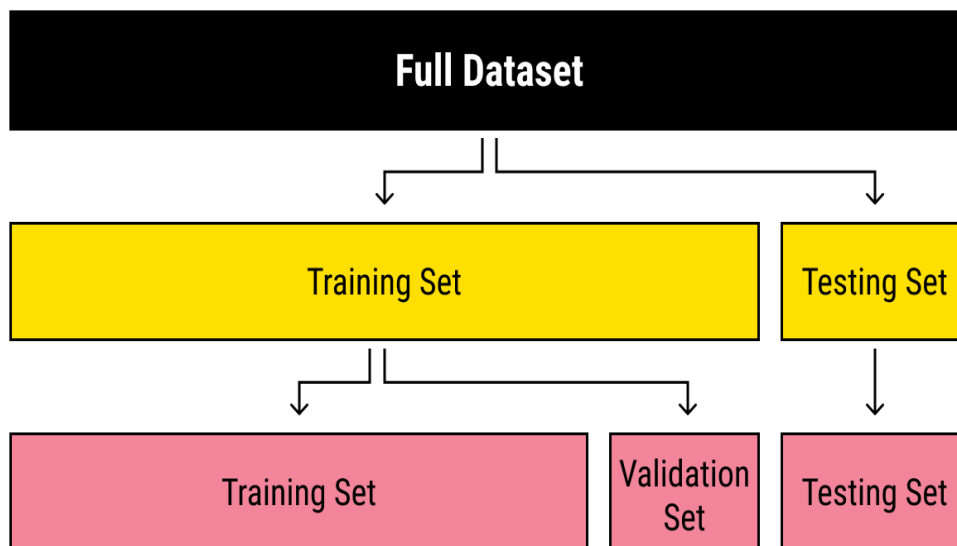 Full Dataset
Training Set
Testing Set
Training Set
Validation
Set
Testing Set